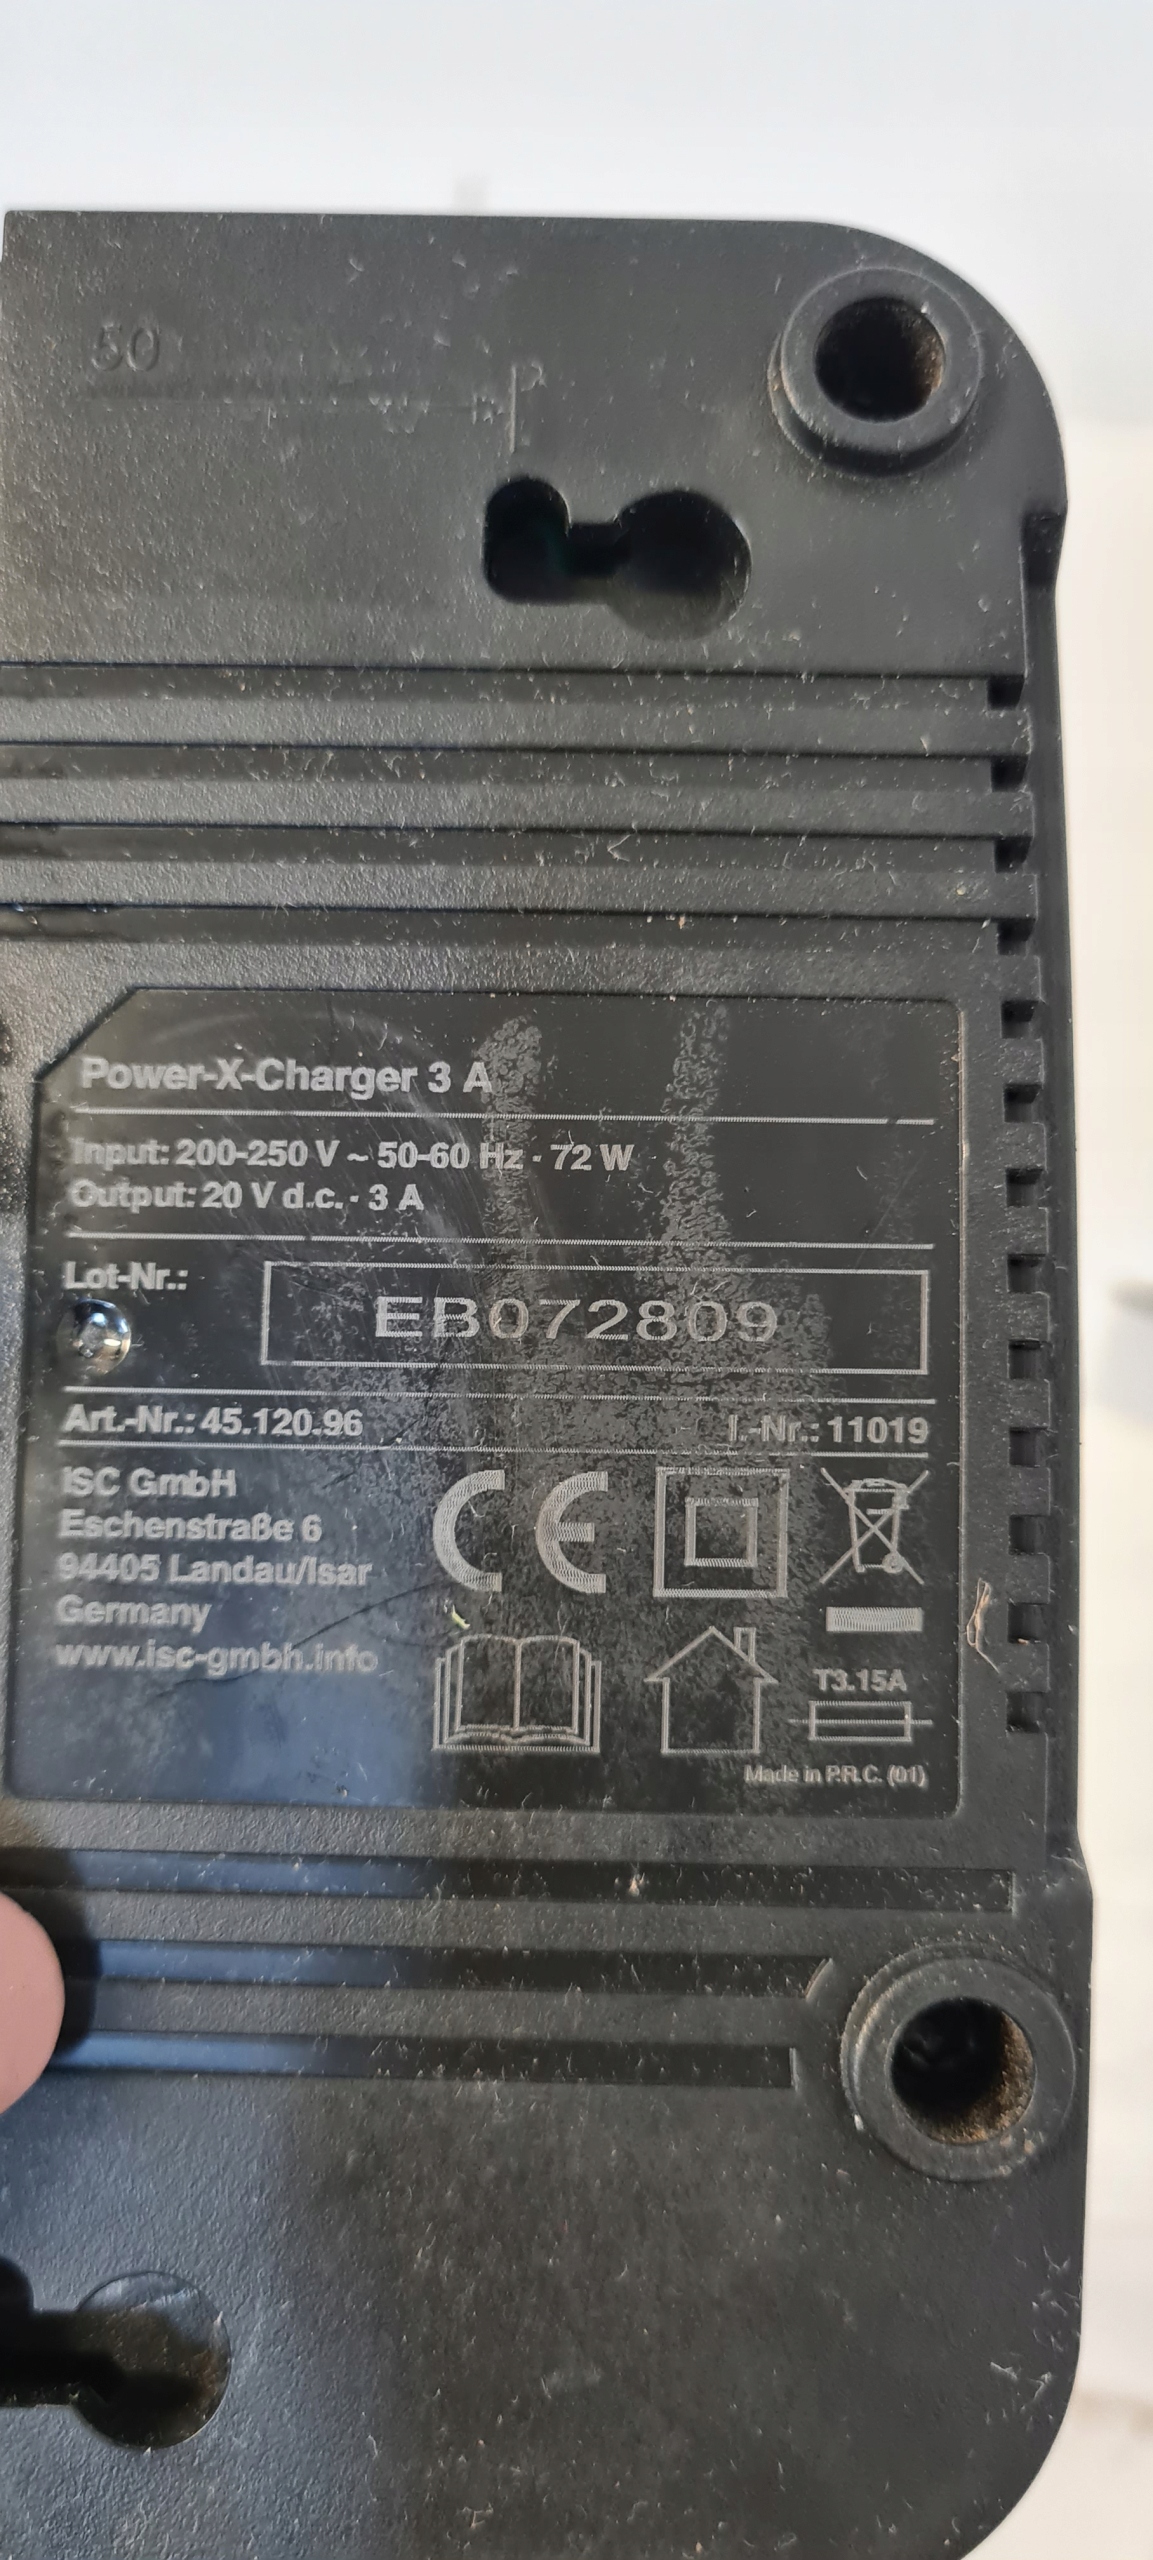 50
Power-X-Charger 3 A
Input: 200-250 V ~ 50-60 Hz · 72 W
Output: 20 V d.c. · 3 A
Lot-Nr.:
EB072809
Art.-Nr.: 45.120.96 I.-Nr.: 11019
iSC GmbH
Eschenstraße 6
94405 Landau/Isar
Germany
www.isc-gmbh.info
CE
T3.15A
Made in P.R.C. (01)